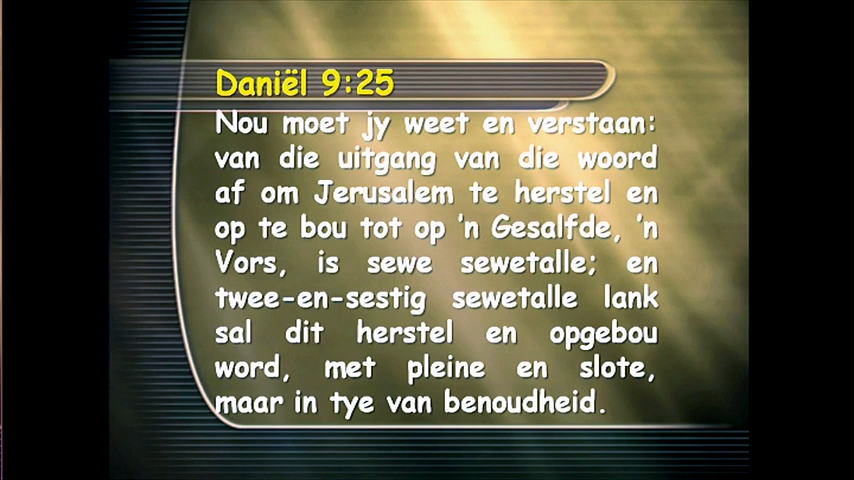 Daniël 9:25
Nou moet jy weet en verstaan:
van die uitgang van die woord
af om Jerusalem te herstel en
op te bou tot op ’n Gesalfde, ’n
Vors, is sewe sewetalle; en
twee-en-sestig sewetalle lank
sal dit herstel en opgebou
word, met pleine en slote,
maar in tye van benoudheid.